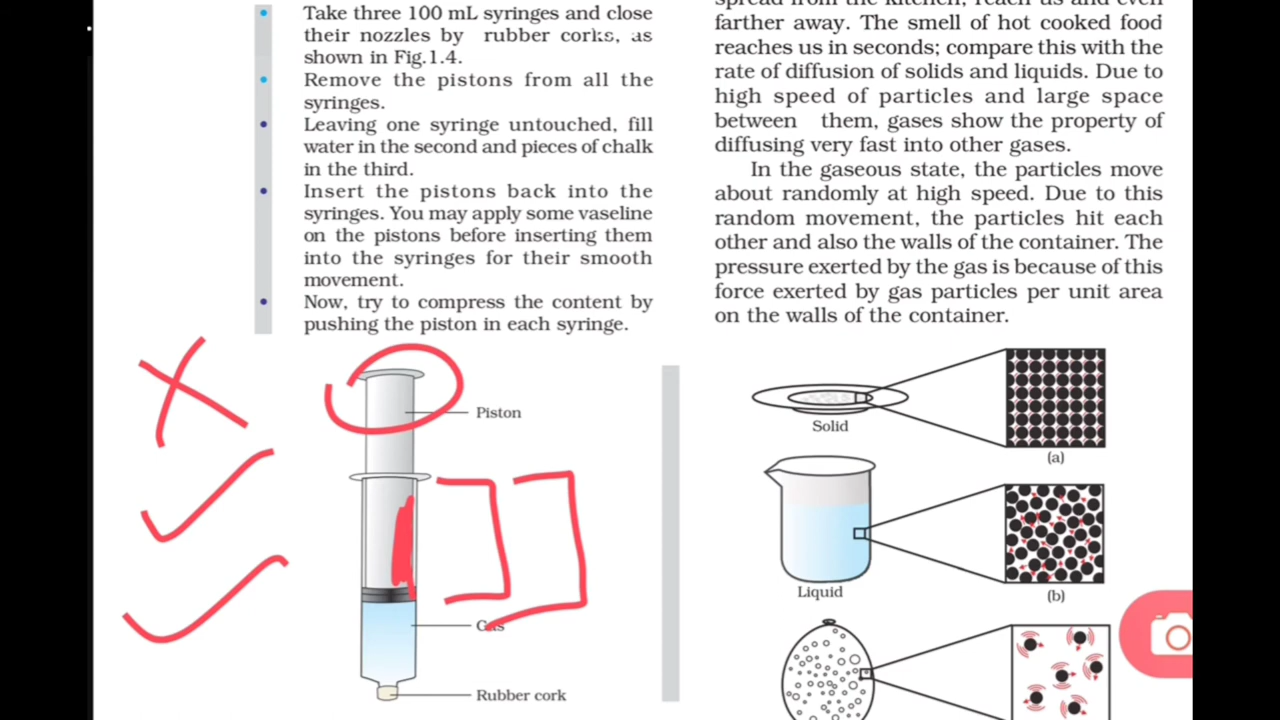 Take three 100 mL syringes and close
their nozzles by rubber corks, as
shown in Fig.1.4.
Remove the pistons from all the
syringes.
Leaving one syringe untouched, fill
water in the second and pieces of chalk
in the third.
Insert the pistons back into the
syringes. You may apply some vaseline
on the pistons before inserting them
into the syringes for their smooth
movement.
Now, try to compress the content by
pushing the piston in each syringe.
Piston
Gas
Rubber cork
spread from the kitchen, reach us and even
farther away. The smell of hot cooked food
reaches us in seconds; compare this with the
rate of diffusion of solids and liquids. Due to
high speed of particles and large space
between them, gases show the property of
diffusing very fast into other gases.
In the gaseous state, the particles move
about randomly at high speed. Due to this
random movement, the particles hit each
other and also the walls of the container. The
pressure exerted by the gas is because of this
force exerted by gas particles per unit area
on the walls of the container.
Solid
(a)
Liquid
(b)